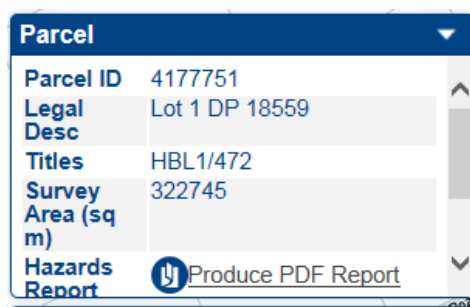 Parcel
Parcel ID 4177751
Legal Lot 1 DP 18559
Desc
Titles HBL1/472
Survey 322745
Area (sq
m)
Hazards Produce PDF Report
Report